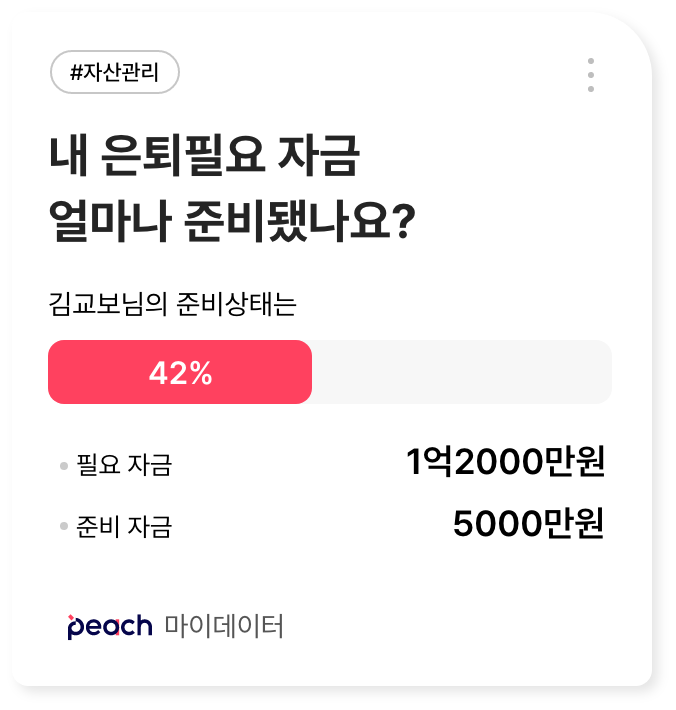 #자산관리
내 은퇴필요 자금
얼마나 준비됐나요?
김교보님의 준비상태는
42%
필요 자금 1억2000만원
준비 자금 5000만원
peach 마이데이터